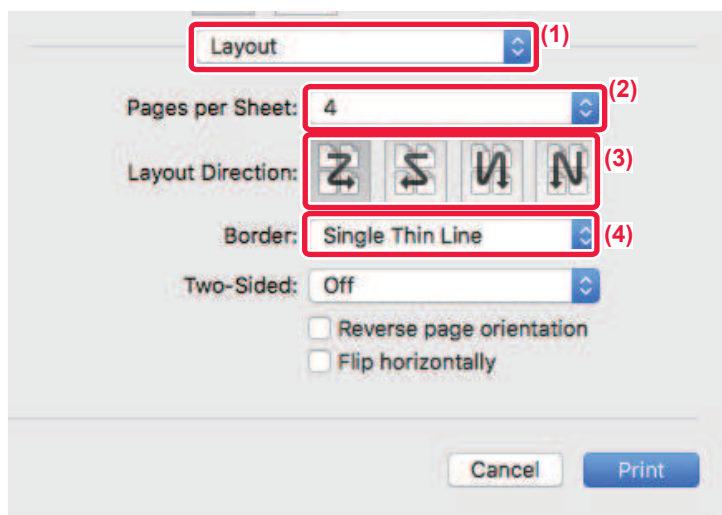 Layout (1)
Pages per Sheet: 4 (2)
Layout Direction: (3)
Border: Single Thin Line (4)
Two-Sided: Off
Reverse page orientation
Flip horizontally
Cancel Print